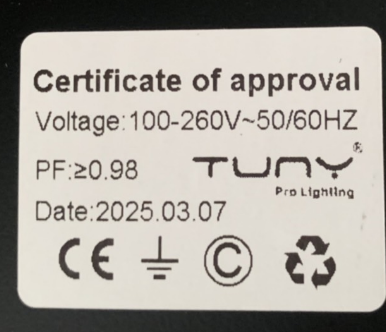 Certificate of approval
Voltage:100-260V~50/60HZ
PF:≥0.98
TUNY®
Pro Lighting
Date:2025.03.07
CE ©